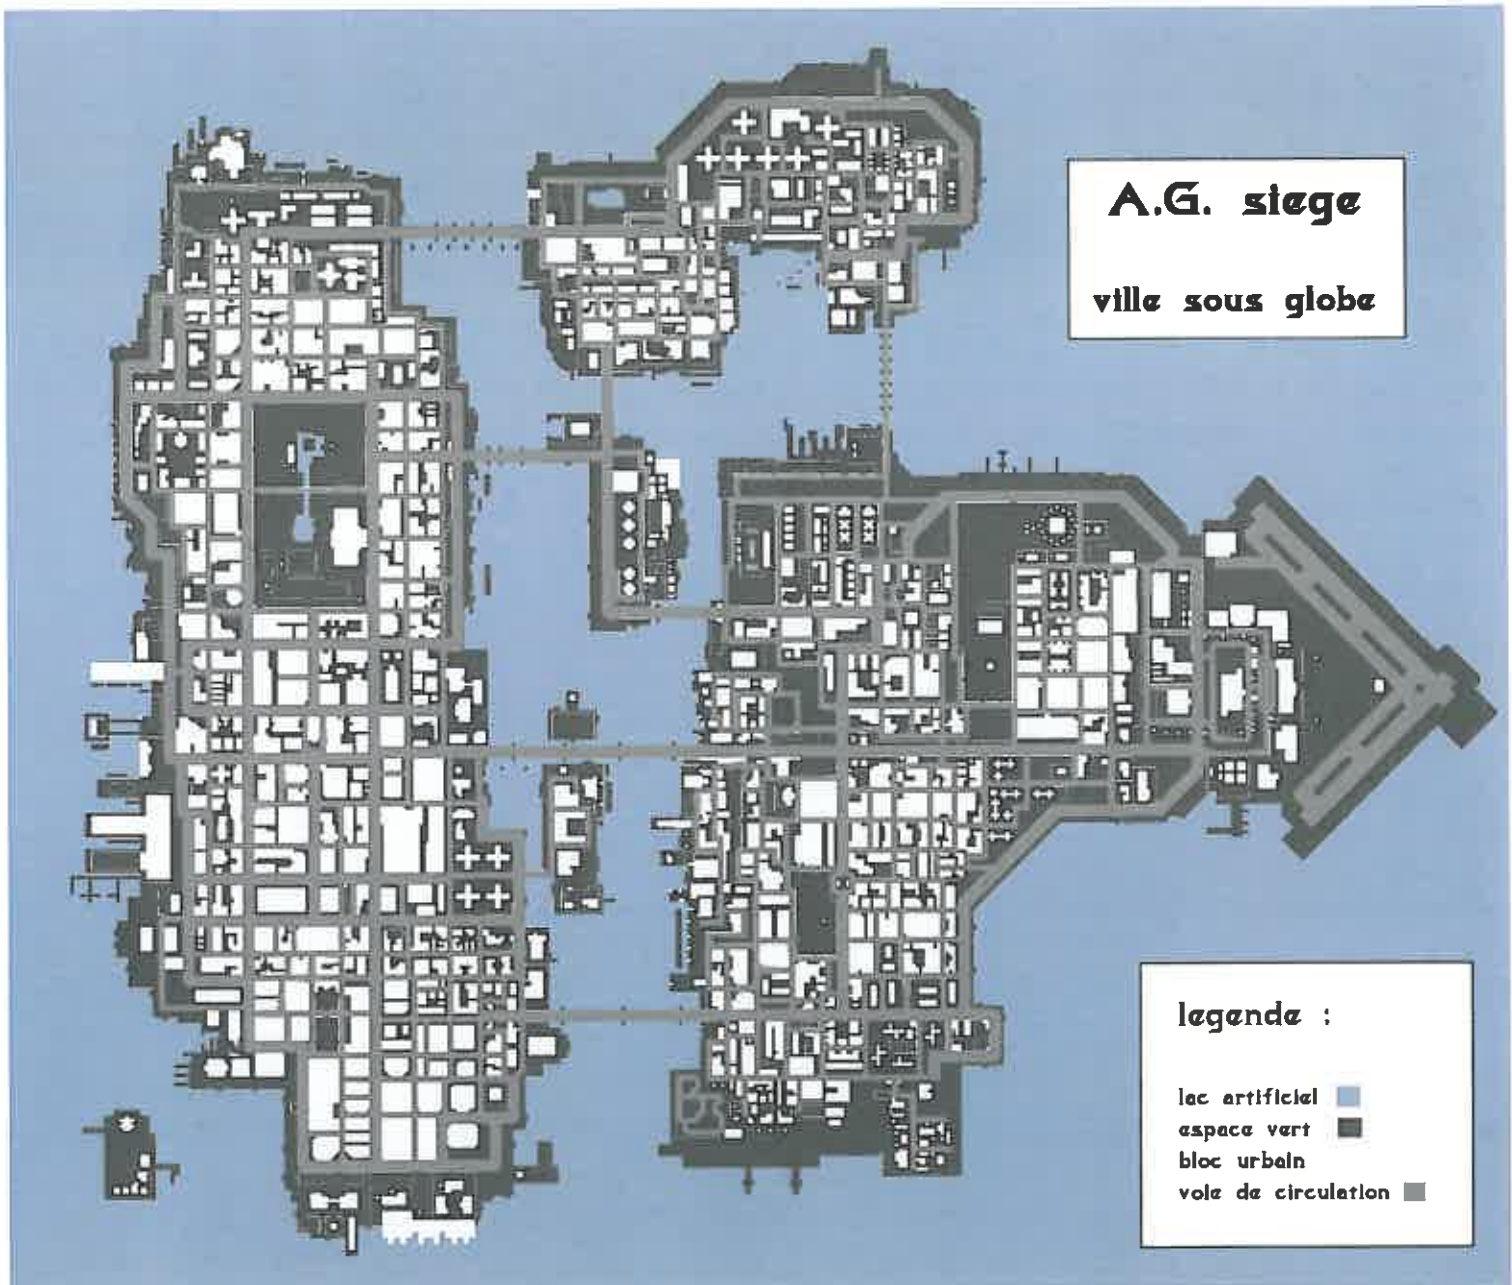 A.G. siege
ville sous globe
legende :
lac artificiel
espace vert
bloc urbain
voie de circulation